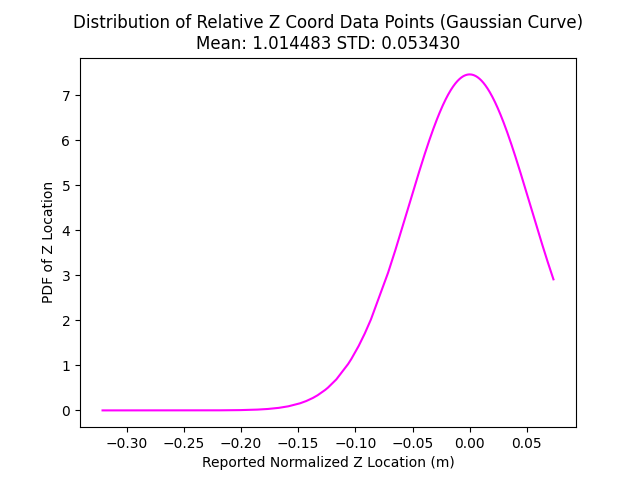 Distribution of Relative Z Coord Data Points (Gaussian Curve)
Mean: 1.014483 STD: 0.053430
7
6
5
4
3
2
1
0
PDF of Z Location
−0.30 −0.25 −0.20 −0.15 −0.10 −0.05 0.00 0.05
Reported Normalized Z Location (m)